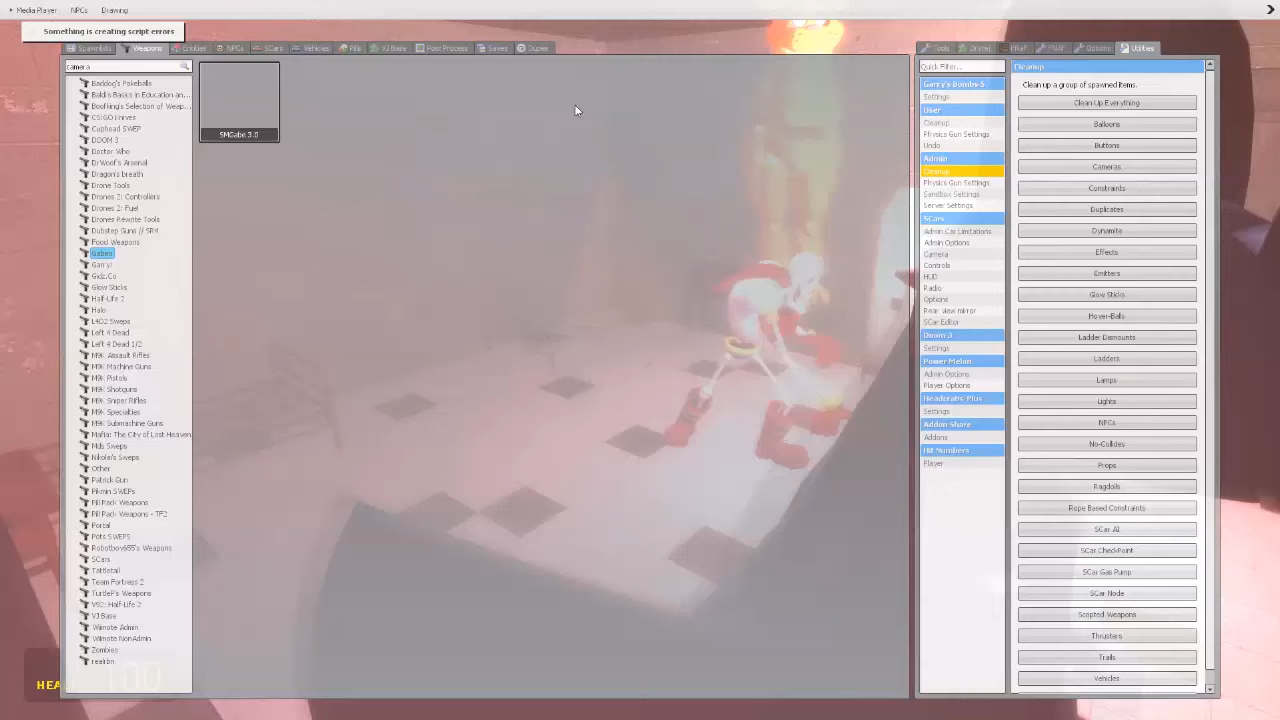 Media Player NPCs Drawing
Something is creating script errors
Spawnlists Weapons Entities NPCs SCars Vehicles Pills VJ Base Post Process Saves Dupes
Tools Options Utilities
camera
Baddog's Pokeballs
Baldi's Basics in Education an...
Boofking's Selection of Weap...
CS:GO Knives
Cuphead SWEP
DOOM 3
Doctor Who
DrWoof's Arsenal
Dragon's breath
Drone Tools
Drones 2: Controllers
Drones 2: Fuel
Drones Rewrite Tools
Dubstep Guns // SR4
Food Weapons
Gaben
Garry!
Gidz.Co
Glow Sticks
Half-Life 2
Halo
L4D2 Sweps
Left 4 Dead
Left 4 Dead 1/2
M9K Assault Rifles
M9K Machine Guns
M9K Pistols
M9K Shotguns
M9K Sniper Rifles
M9K Specialties
M9K Submachine Guns
Mafia: The City of Lost Heaven
Mds Sweps
Nikola's Sweps
Other
Patrick Gun
Pikmin SWEPs
Pill Pack Weapons
Pill Pack Weapons - TF2
Portal
Pots SWEPS
Robotboy655's Weapons
SCars
Tattletail
Team Fortress 2
TurtleP's Weapons
V92: Half-Life 2
VJ Base
Wimote Admin
Wimote NonAdmin
Zombies
SMGabe 3.0
Quick Filter...
Garry's Bombs 5
Settings
User
Cleanup
Physics Gun Settings
Undo
Admin
Cleanup
Physics Gun Settings
Sandbox Settings
Server Settings
SCars
Admin Car Limitations
Admin Options
Camera
Controls
HUD
Radio
Options
Rear view mirror
SCar Editor
Doom 3
Settings
Power Melon
Admin Options
Player Options
Headcrabs Plus
Settings
Addon Share
Addons
Hit Numbers
Player
Cleanup
Clean up a group of spawned items.
Clean Up Everything
Balloons
Buttons
Cameras
Constraints
Duplicates
Dynamite
Effects
Emitters
Glow Sticks
Hover-Balls
Ladder Dismounts
Ladders
Lamps
Lights
NPCs
No-Collides
Props
Ragdolls
Rope Based Constraints
SCar AI
SCar CheckPoint
SCar Gas Pump
SCar Node
Scripted Weapons
Thrusters
Trails
Vehicles